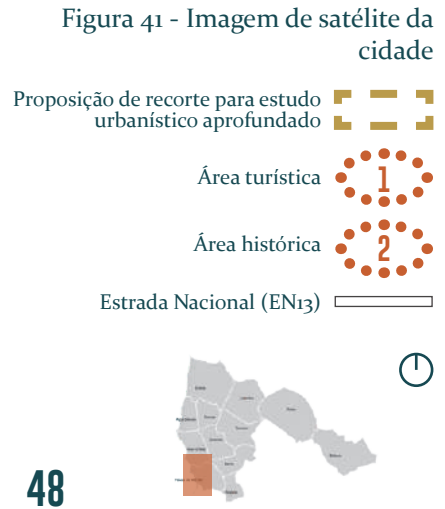 Figura 41 - Imagem de satélite da
cidade
Proposição de recorte para estudo
urbanístico aprofundado
Área turística
1
Área histórica
2
Estrada Nacional (EN13)
48